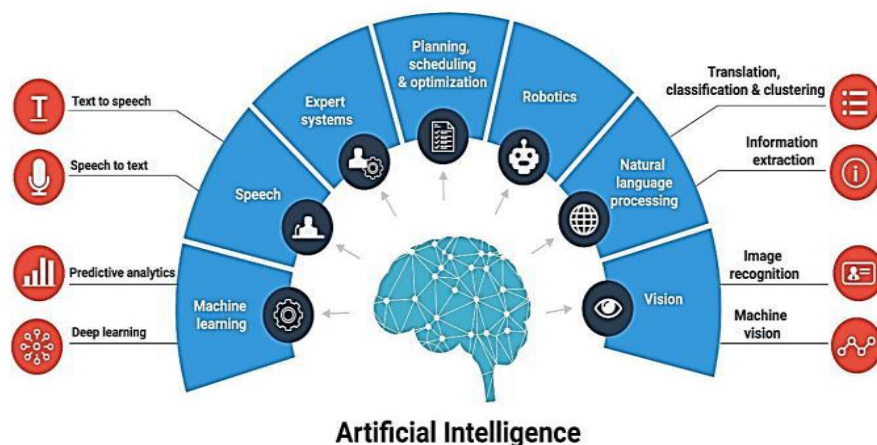 Planning,
scheduling
& optimization
Expert
systems
Robotics
Translation,
classification & clustering
Text to speech
Speech to text
Speech
Natural
language
processing
Information
extraction
Predictive analytics
Deep learning
Machine
learning
Vision
Image
recognition
Machine
vision
T
i
Artificial Intelligence